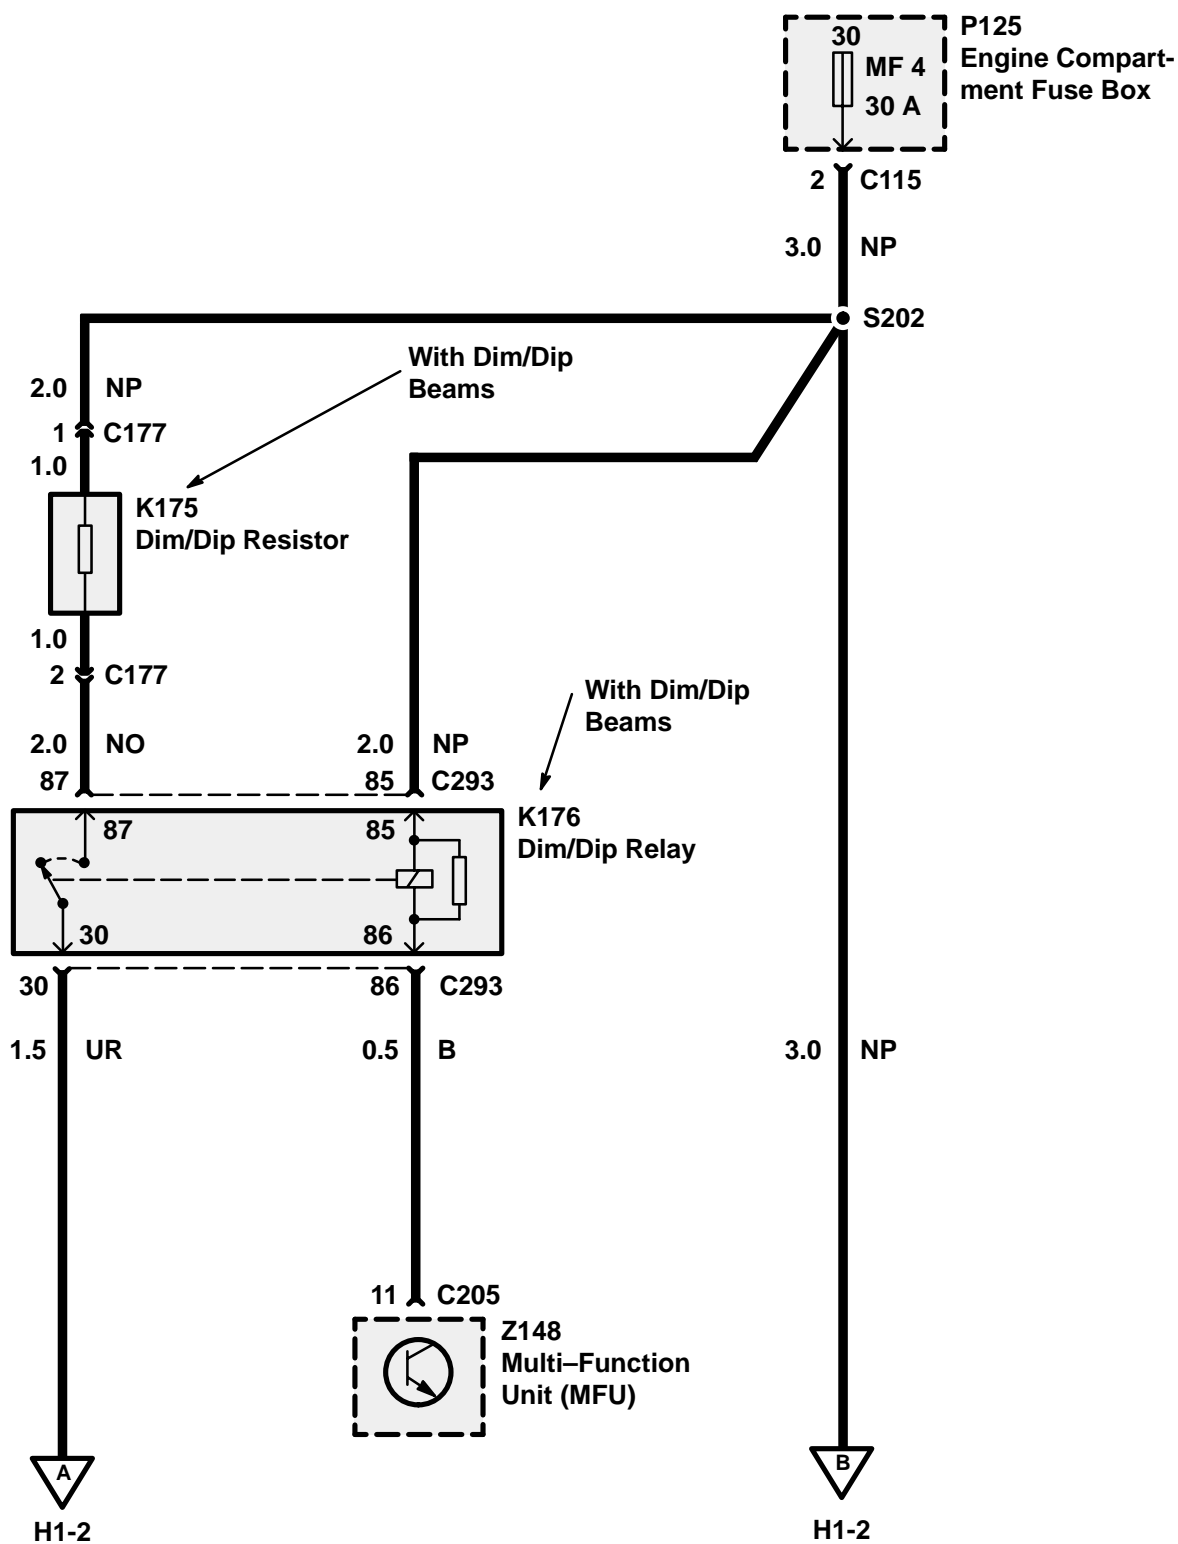 30
MF 4
30 A
P125
Engine Compart-
ment Fuse Box
2 C115
3.0 NP
S202
With Dim/Dip
Beams
2.0 NP
1 C177
1.0
K175
Dim/Dip Resistor
1.0
2 C177
With Dim/Dip
Beams
2.0 NO
2.0 NP
87
85 C293
87
85
K176
Dim/Dip Relay
30
86
30
86 C293
1.5 UR
0.5 B
3.0 NP
11 C205
Z148
Multi–Function
Unit (MFU)
A
B
H1-2
H1-2